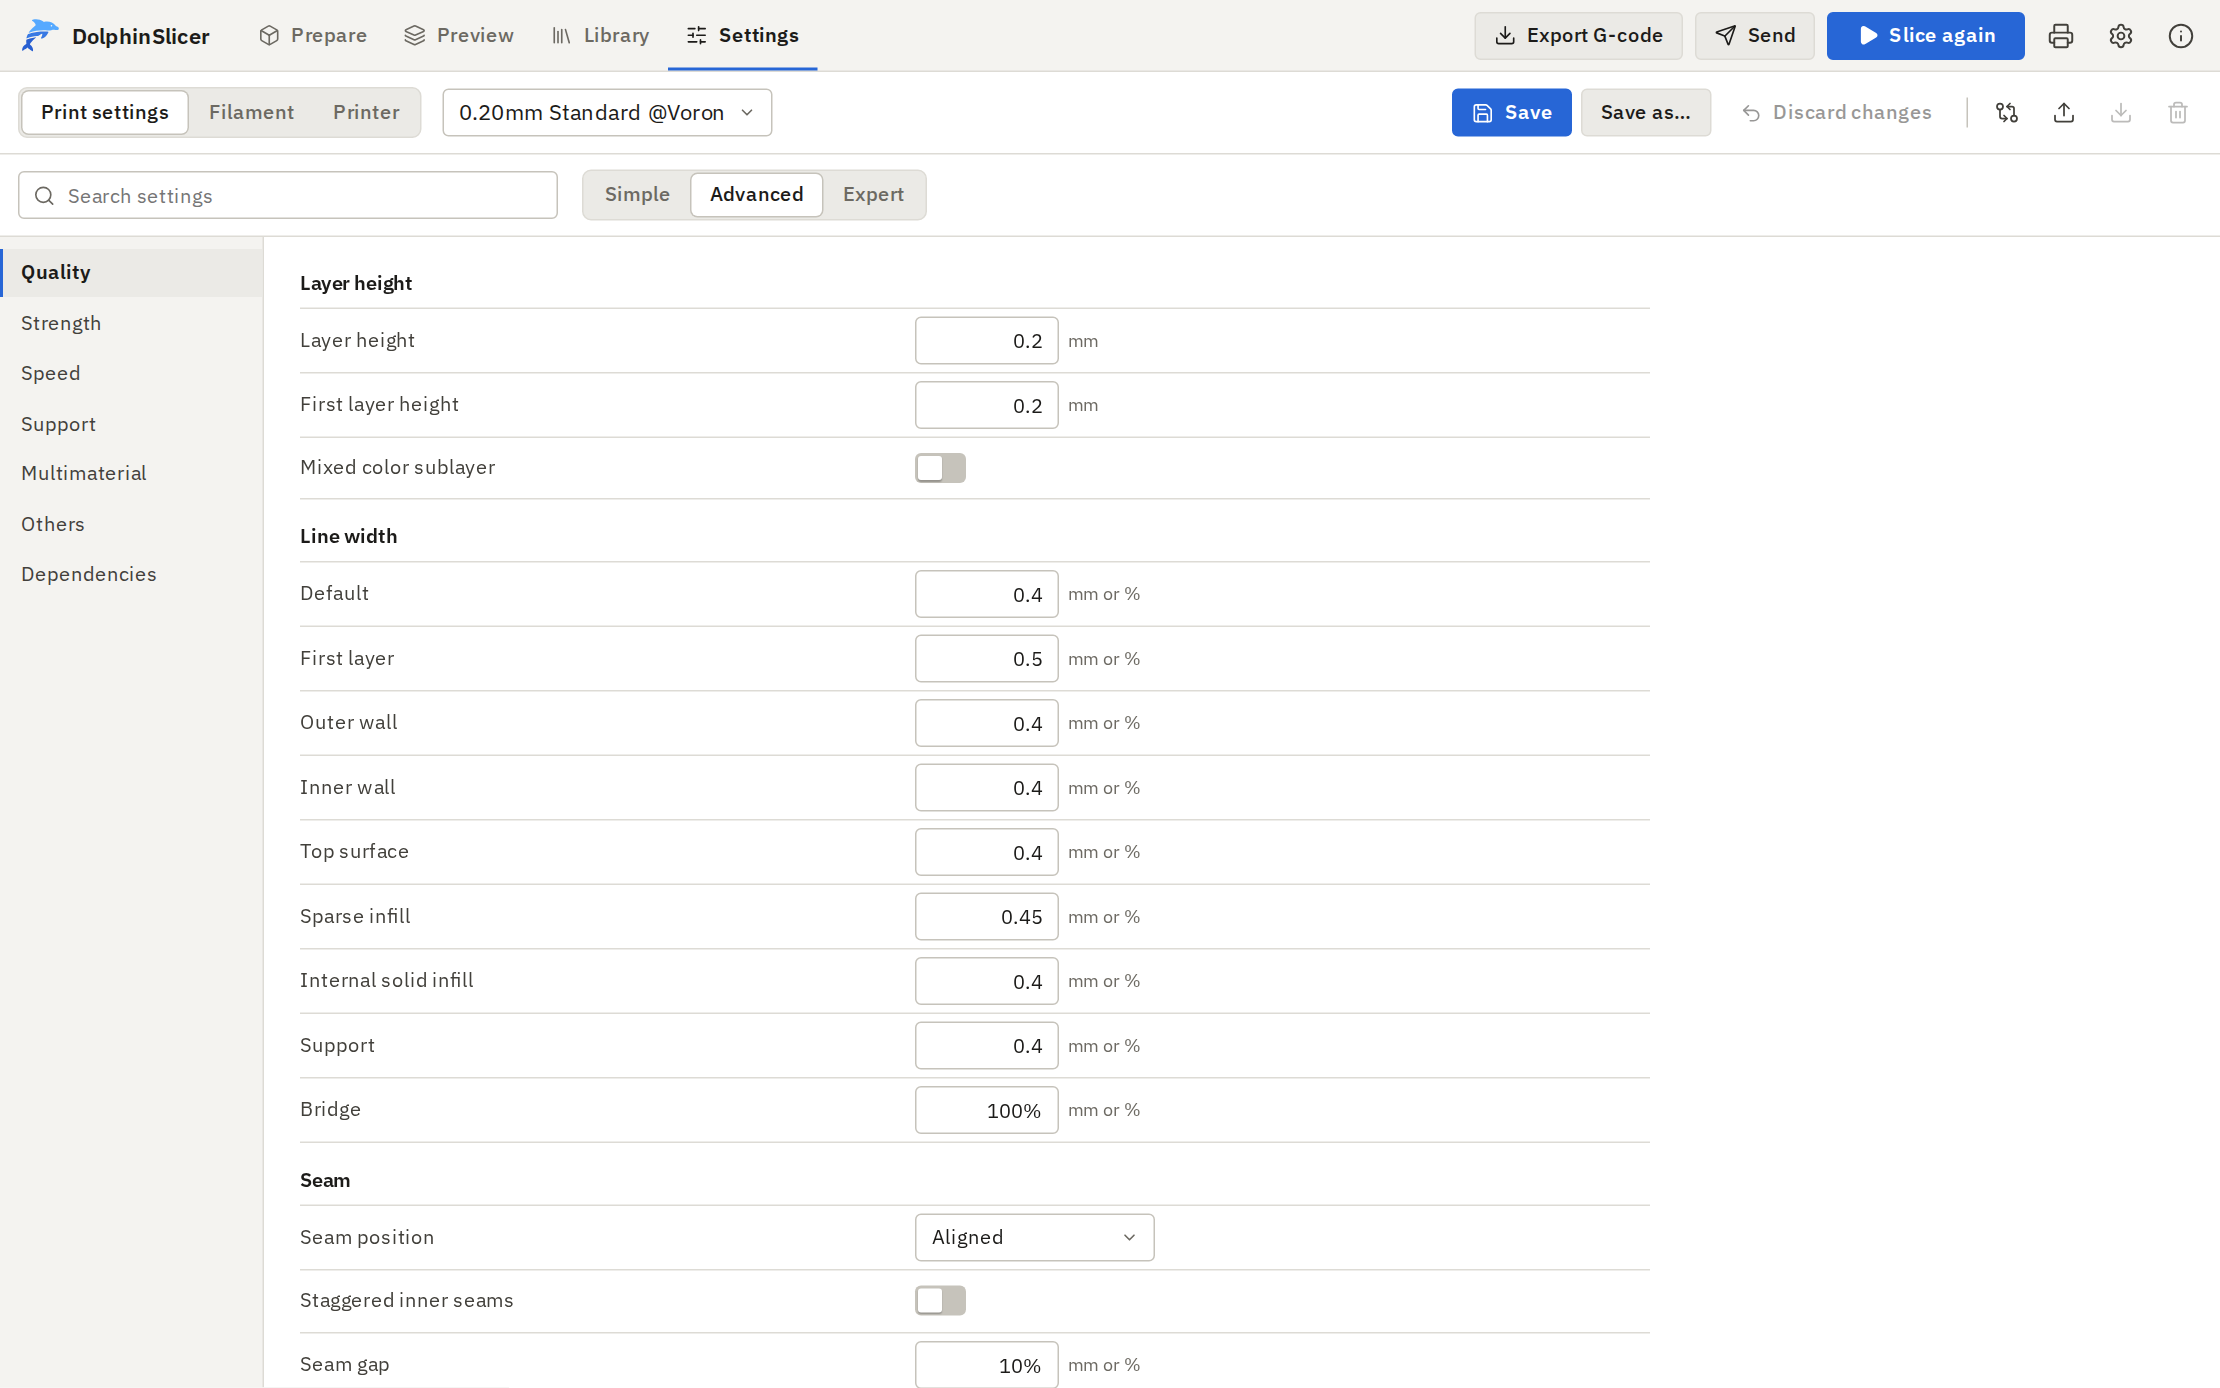 DolphinSlicer Prepare Preview Library Settings Export G-code Send Slice again
Print settings Filament Printer 0.20mm Standard @Voron Save Save as... Discard changes
Search settings Simple Advanced Expert
Quality
Strength
Speed
Support
Multimaterial
Others
Dependencies
Layer height
Layer height 0.2 mm
First layer height 0.2 mm
Mixed color sublayer
Line width
Default 0.4 mm or %
First layer 0.5 mm or %
Outer wall 0.4 mm or %
Inner wall 0.4 mm or %
Top surface 0.4 mm or %
Sparse infill 0.45 mm or %
Internal solid infill 0.4 mm or %
Support 0.4 mm or %
Bridge 100% mm or %
Seam
Seam position Aligned
Staggered inner seams
Seam gap 10% mm or %